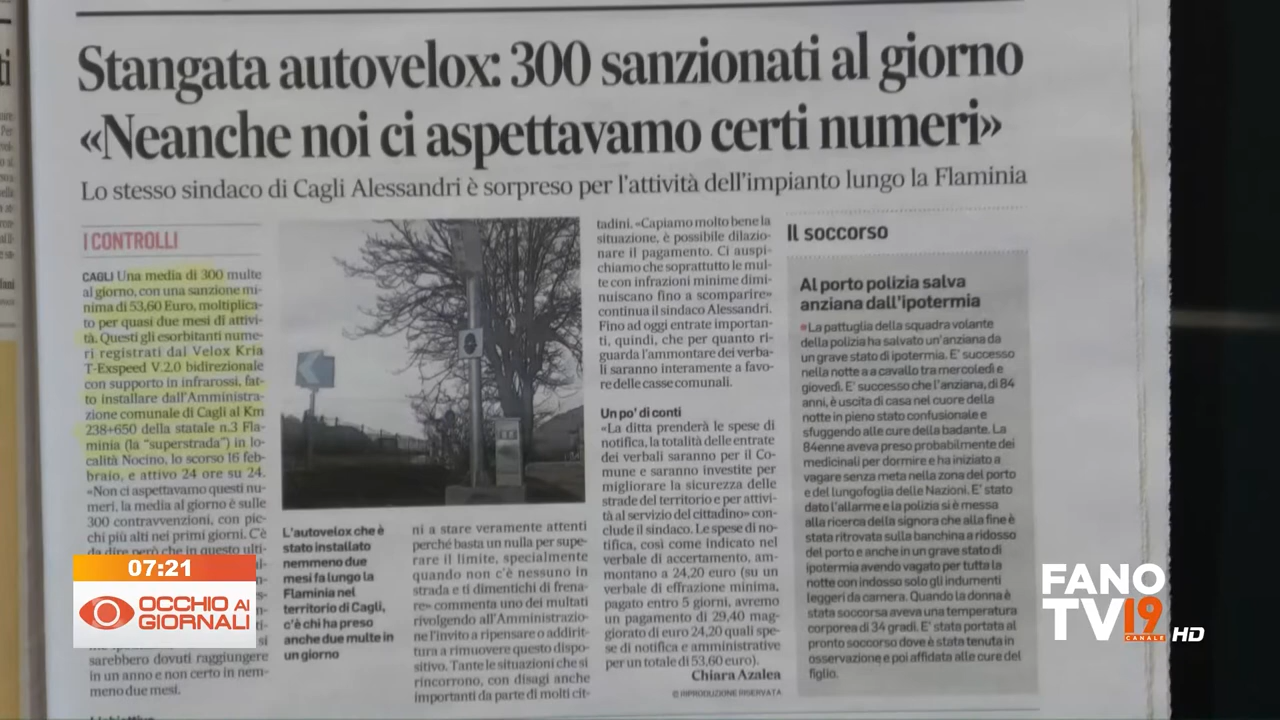 Stangata autovelox: 300 sanzionati al giorno
«Neanche noi ci aspettavamo certi numeri»
Lo stesso sindaco di Cagli Alessandri è sorpreso per l'attività dell'impianto lungo la Flaminia
I CONTROLLI
CAGLI Una media di 300 multe
al giorno, con una sanzione mi-
nima di 53,60 Euro, moltiplica-
to per quasi due mesi di attivi-
tà. Questi gli esorbitanti nume-
ri registrati dal Velox Kria
T-Exspeed V.2.0 bidirezionale
con supporto in infrarossi, fat-
to installare dall'Amministra-
zione comunale di Cagli al Km
238+650 della statale n.3 Fla-
minia (la "superstrada") in lo-
calità Nocino, lo scorso 16 feb-
braio, e attivo 24 ore su 24.
«Non ci aspettavamo questi nu-
meri, la media al giorno è sulle
300 contravvenzioni, con pic-
chi più alti nei primi giorni. C'è
da dire però che in questo ulti-
si
sarebbero dovuti raggiungere
in un anno e non certo in nem-
meno due mesi.
L'autovelox che è
stato installato
nemmeno due
mesi fa lungo la
Flaminia nel
territorio di Cagli,
c'è chi ha preso
anche due multe in
un giorno
ni a stare veramente attenti
perché basta un nulla per supe-
rare il limite, specialmente
quando non c'è nessuno in
strada e ti dimentichi di frena-
re» commenta uno dei multati
rivolgendo all'Amministrazio-
ne l'invito a ripensare o addirit-
tura a rimuovere questo dispo-
sitivo. Tante le situazioni che si
rincorrono, con disagi anche
importanti da parte di molti cit-
tadini. «Capiamo molto bene la
situazione, è possibile dilazio-
nare il pagamento. Ci auspi-
chiamo che soprattutto le mul-
te con infrazioni minime dimi-
nuiscano fino a scomparire»
continua il sindaco Alessandri.
Fino ad oggi entrate importan-
ti, quindi, che per quanto ri-
guarda l'ammontare dei verba-
li saranno interamente a favo-
re delle casse comunali.
Un po' di conti
«La ditta prenderà le spese di
notifica, la totalità delle entrate
dei verbali saranno per il Co-
mune e saranno investite per
migliorare la sicurezza delle
strade del territorio e per attivi-
tà al servizio del cittadino» con-
clude il sindaco. Le spese di no-
tifica, così come indicato nel
verbale di accertamento, am-
montano a 24,20 euro (su un
verbale di effrazione minima,
pagato entro 5 giorni, avremo
un pagamento di 29,40 mag-
giorato di euro 24,20 quali spe-
se di notifica e amministrative
per un totale di 53,60 euro).
Chiara Azalea
© RIPRODUZIONE RISERVATA
Il soccorso
Al porto polizia salva
anziana dall'ipotermia
●La pattuglia della squadra volante
della polizia ha salvato un'anziana da
un grave stato di ipotermia. E' successo
nella notte a a cavallo tra mercoledì e
giovedì. E' successo che l'anziana, di 84
anni, è uscita di casa nel cuore della
notte in pieno stato confusionale e
sfuggendo alle cure della badante. La
84enne aveva preso probabilmente dei
medicinali per dormire e ha iniziato a
vagare senza meta nella zona del porto
e del lungofoglia delle Nazioni. E' stato
dato l'allarme e la polizia si è messa
alla ricerca della signora che alla fine è
stata ritrovata sulla banchina a ridosso
del porto e anche in un grave stato di
ipotermia avendo vagato per tutta la
notte con indosso solo gli indumenti
leggeri da camera. Quando la donna è
stata soccorsa aveva una temperatura
corporea di 34 gradi. E' stata portata al
pronto soccorso dove è stata tenuta in
osservazione e poi affidata alle cure del
figlio.
07:21
OCCHIO AI
GIORNALI
FANO
TV19
CANALE
HD